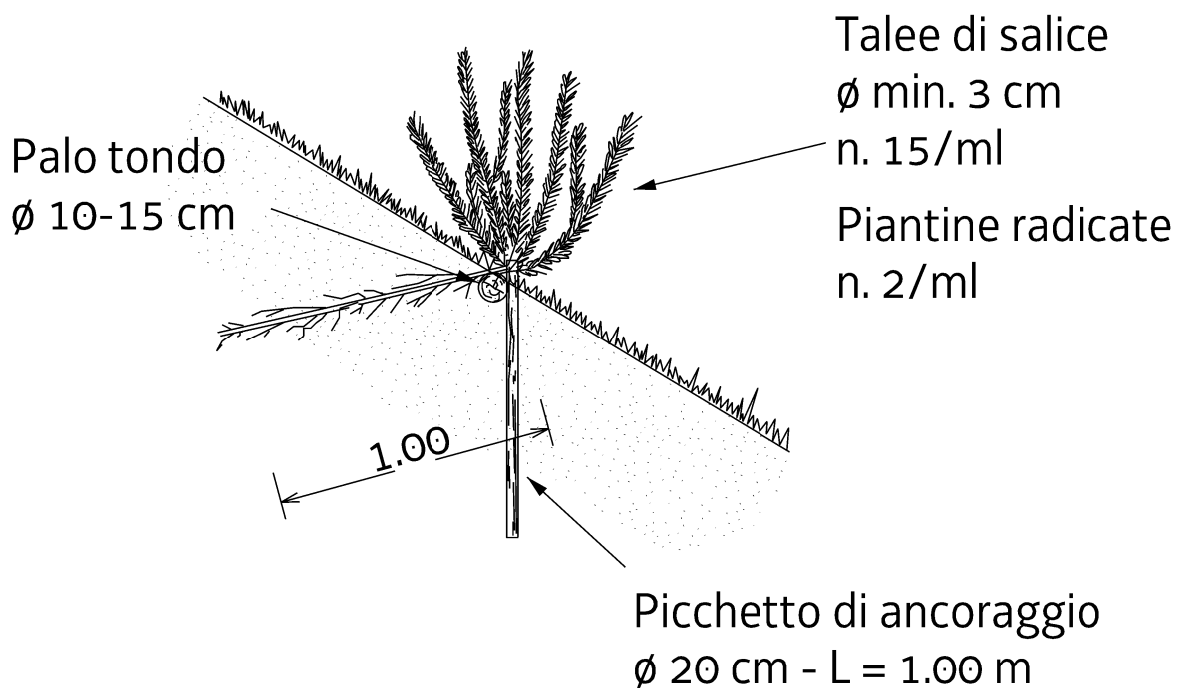 Talee di salice
ø min. 3 cm
n. 15/ml
Piantine radicate
n. 2/ml
Palo tondo
ø 10-15 cm
1.00
Picchetto di ancoraggio
ø 20 cm - L = 1.00 m